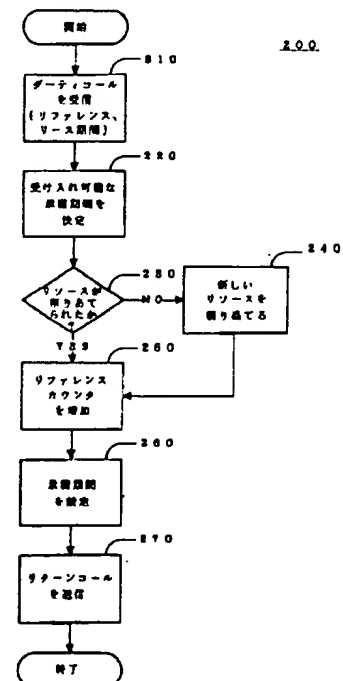 開始
200
210
ダーティコール
を受信
(リファレンス、
リース期間)
220
受け入れ可能な
期間を
決定
230
リソースが
割りあて
られたか
?
NO
240
新しい
リソースを
割り当てる
YES
250
リファレンス
カウンタ
を増加
260
期間
を設定
270
リターンコール
を返信
終了